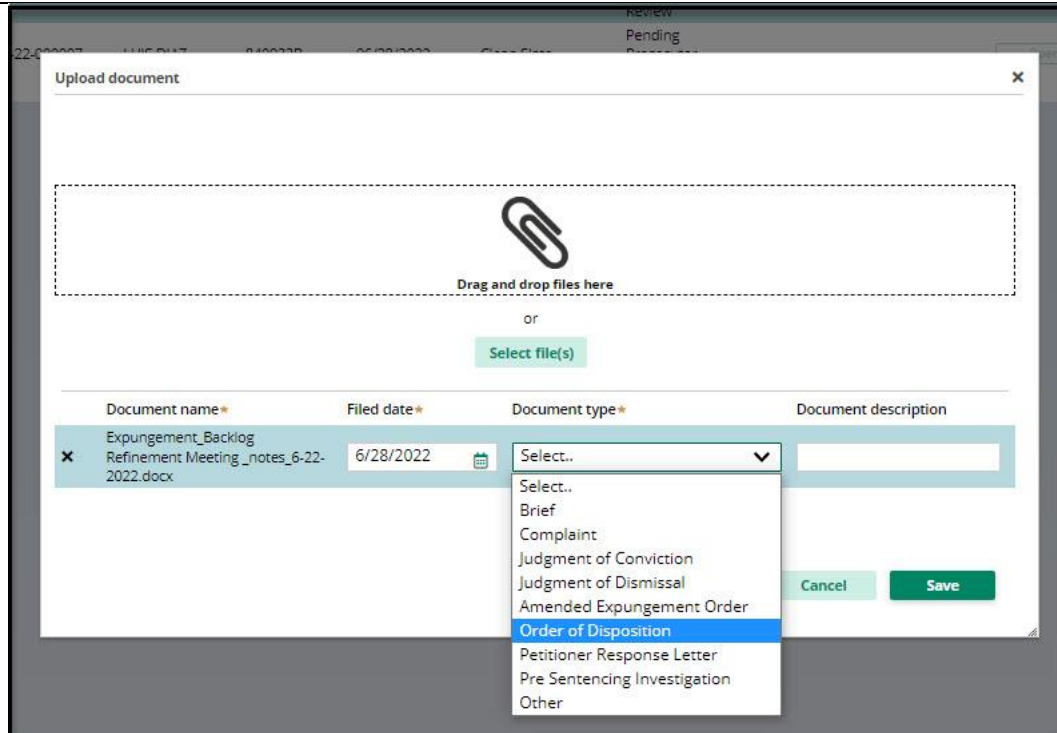 Review
Pending
Upload document
Drag and drop files here
or
Select file(s)
Document name★ Filed date★ Document type★ Document description
Expungement_Backlog
Refinement Meeting _notes_6-22-
2022.docx
6/28/2022
Select..
Select..
Brief
Complaint
Judgment of Conviction
Judgment of Dismissal
Amended Expungement Order
Order of Disposition
Petitioner Response Letter
Pre Sentencing Investigation
Other
Cancel Save